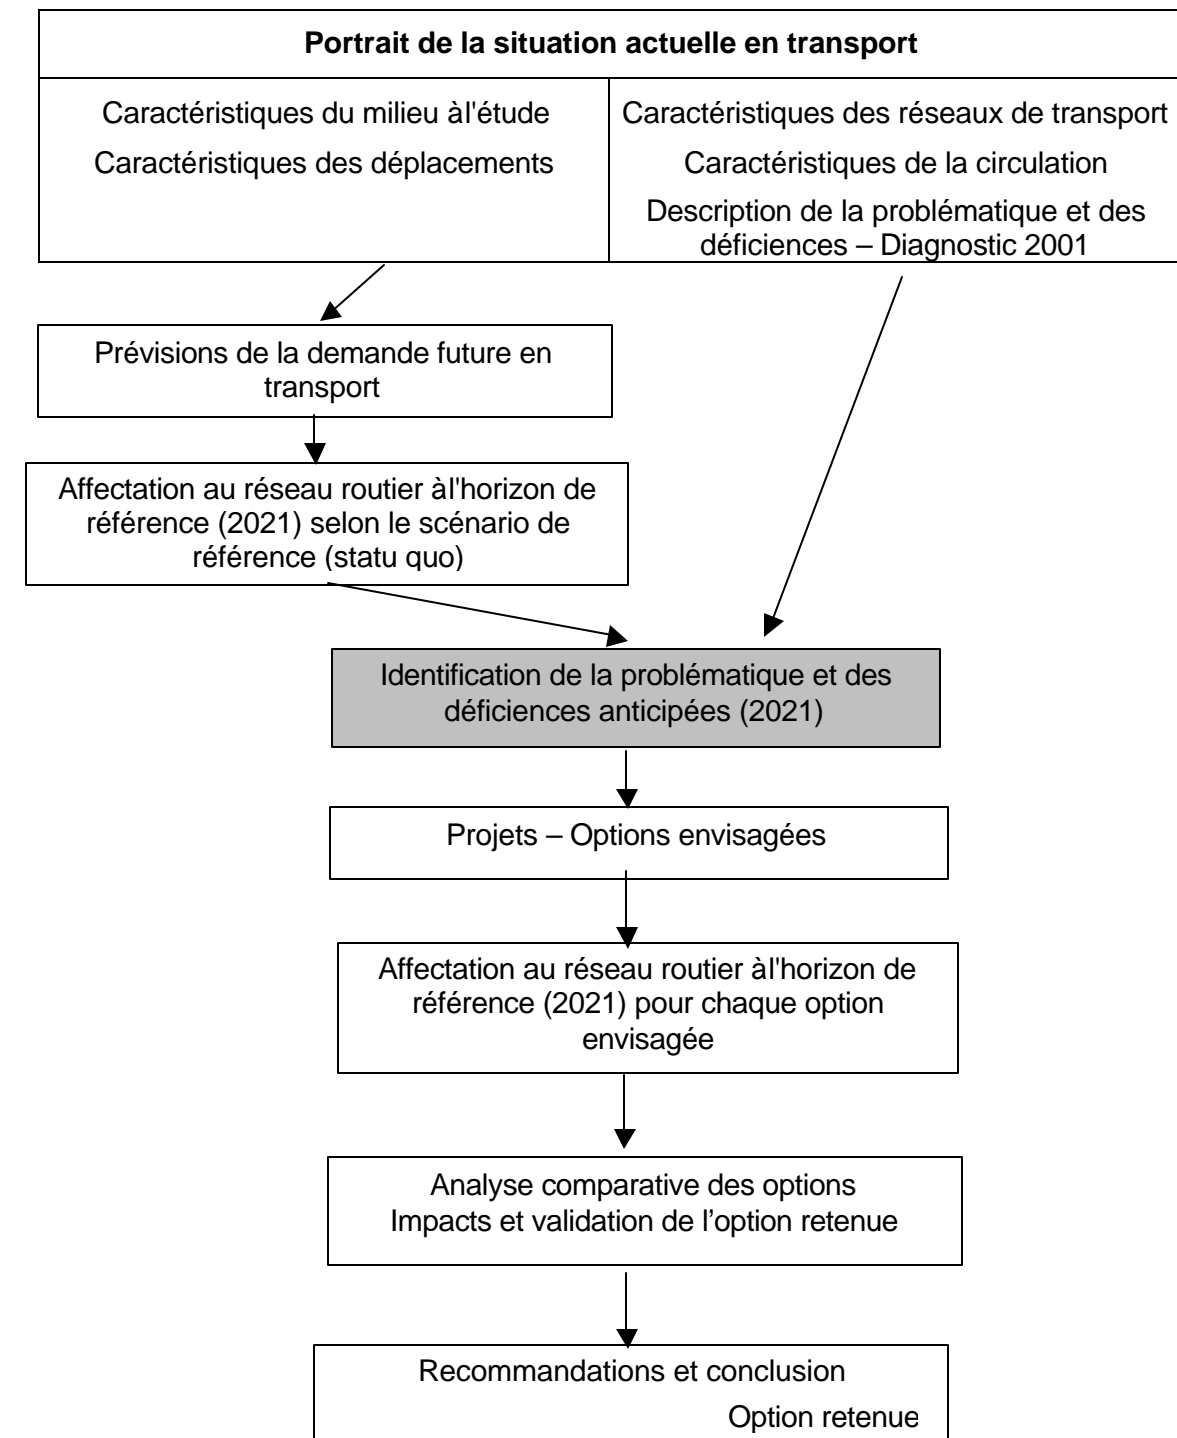 Portrait de la situation actuelle en transport
Caractéristiques du milieu àl'étude
Caractéristiques des déplacements
Caractéristiques des réseaux de transport
Caractéristiques de la circulation
Description de la problématique et des
déficiences – Diagnostic 2001
Prévisions de la demande future en
transport
Affectation au réseau routier àl'horizon de
référence (2021) selon le scénario de
référence (statu quo)
Identification de la problématique et des
déficiences anticipées (2021)
Projets – Options envisagées
Affectation au réseau routier àl'horizon de
référence (2021) pour chaque option
envisagée
Analyse comparative des options
Impacts et validation de l’option retenue
Recommandations et conclusion
Option retenue